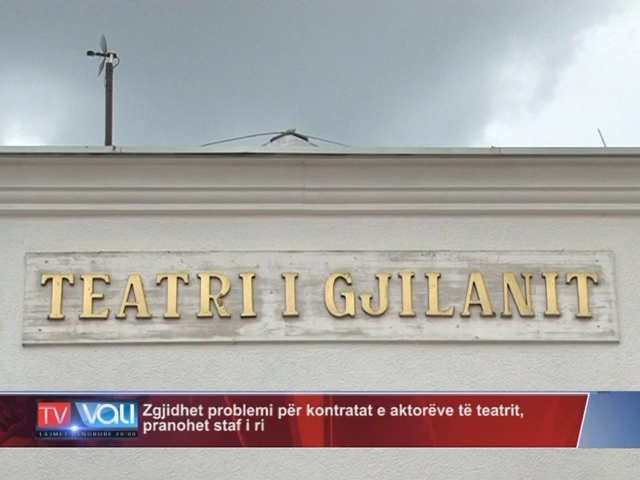 TEATRI I GJILANIT
TV VALI
Zgjidhet problemi për kontratat e aktorëve të teatrit,
pranohet staf i ri